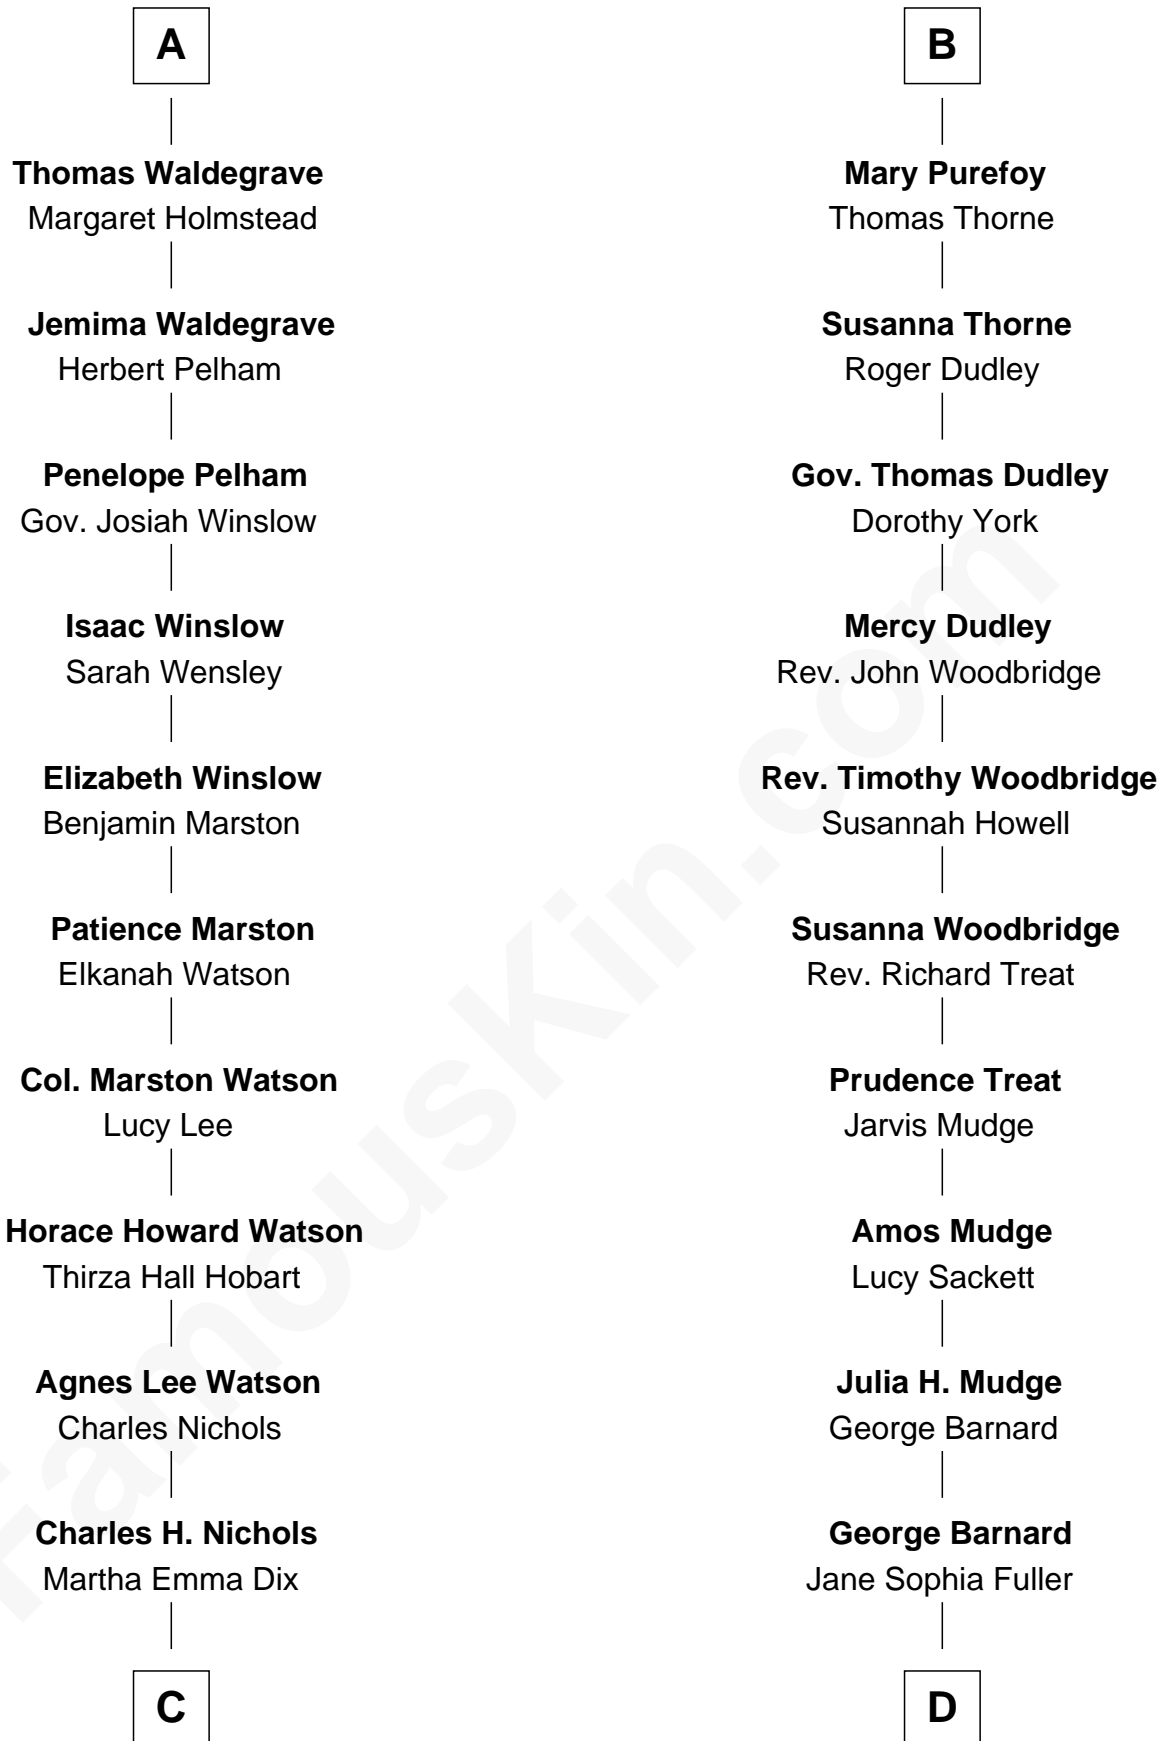 A
Thomas Waldegrave
Margaret Holmstead
Jemima Waldegrave
Herbert Pelham
Penelope Pelham
Gov. Josiah Winslow
Isaac Winslow
Sarah Wensley
Elizabeth Winslow
Benjamin Marston
Patience Marston
Elkanah Watson
Col. Marston Watson
Lucy Lee
Horace Howard Watson
Thirza Hall Hobart
Agnes Lee Watson
Charles Nichols
Charles H. Nichols
Martha Emma Dix
C
B
Mary Purefoy
Thomas Thorne
Susanna Thorne
Roger Dudley
Gov. Thomas Dudley
Dorothy York
Mercy Dudley
Rev. John Woodbridge
Rev. Timothy Woodbridge
Susannah Howell
Susanna Woodbridge
Rev. Richard Treat
Prudence Treat
Jarvis Mudge
Amos Mudge
Lucy Sackett
Julia H. Mudge
George Barnard
George Barnard
Jane Sophia Fuller
D
FamousKin.com